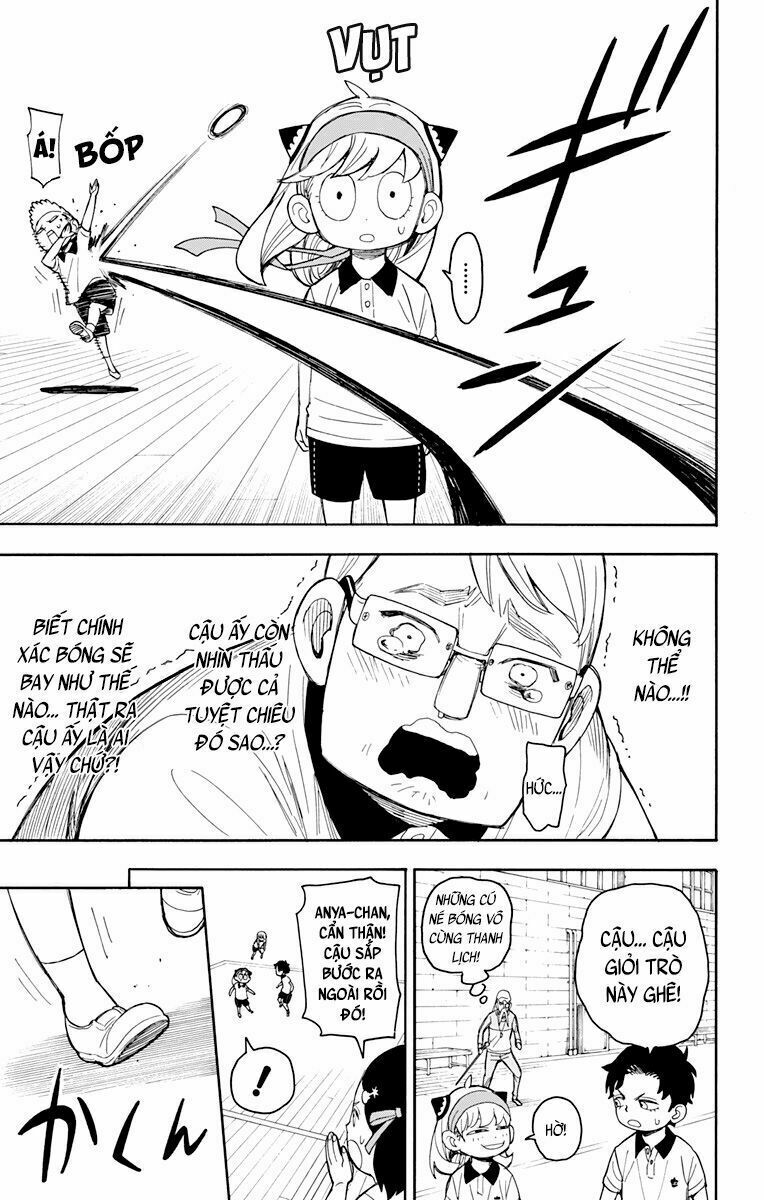 VỤT
ギュン
BỐP
Á!
........
KHÔNG
THỂ
NÀO...!!
HỨC...
CẬU ẤY CÒN
NHÌN THẤU
ĐƯỢC CẢ
TUYỆT CHIÊU
ĐÓ SAO...?
BIẾT CHÍNH
XÁC BÓNG SẼ
BAY NHƯ THẾ
NÀO... THẬT RA
CẬU ẤY LÀ AI
VẬY CHỨ?!
CẬU... CẬU
GIỎI TRÒ
NÀY GHÊ!
NHỮNG CÚ
NÉ BÓNG VÔ
CÙNG THANH
LỊCH!
HỜ!
ANYA-CHAN,
CẨN THẬN!
CẬU SẮP
BƯỚC RA
NGOÀI RỒI
ĐÓ!
!
かくん